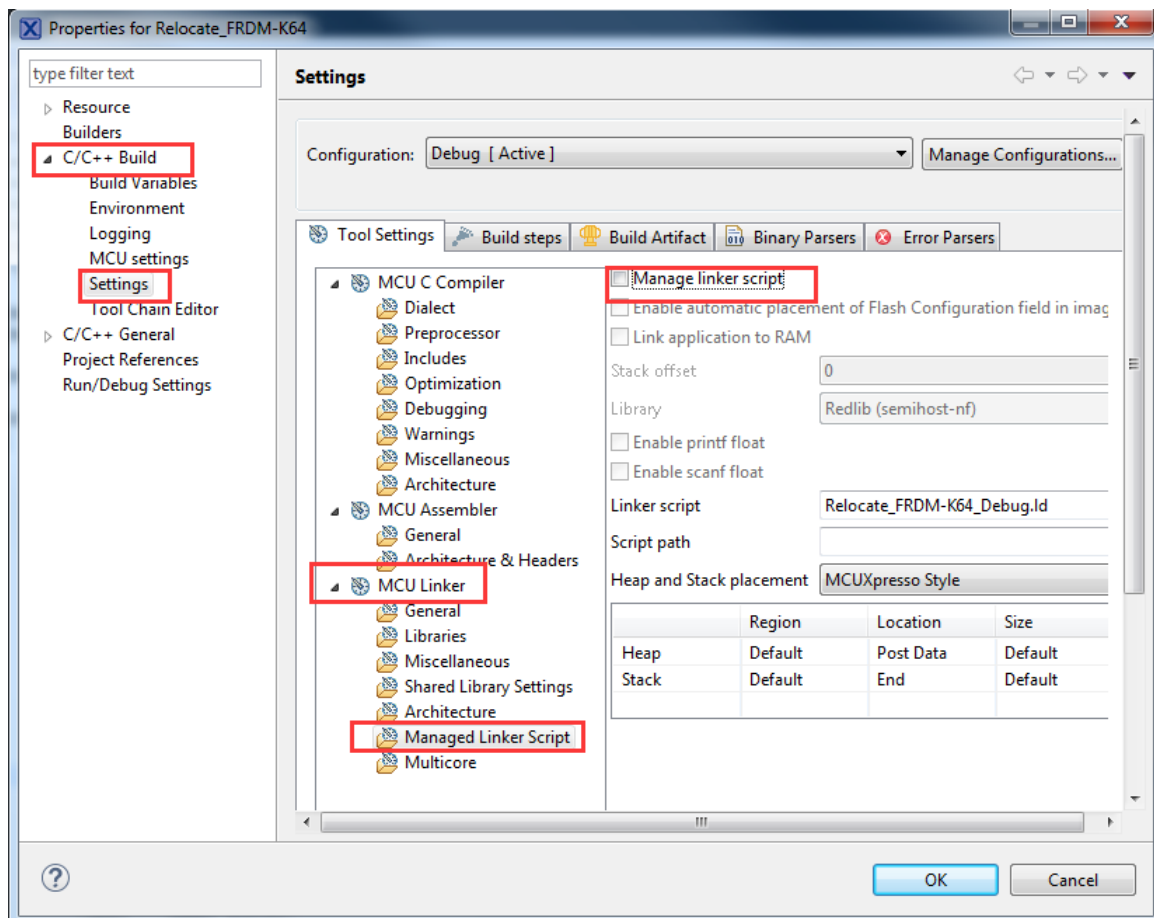 Properties for Relocate_FRDM-K64
type filter text
Resource
Builders
C/C++ Build
Build Variables
Environment
Logging
MCU settings
Settings
Tool Chain Editor
C/C++ General
Project References
Run/Debug Settings
Settings
Configuration: Debug [ Active ] Manage Configurations...
Tool Settings Build steps Build Artifact Binary Parsers Error Parsers
MCU C Compiler
Dialect
Preprocessor
Includes
Optimization
Debugging
Warnings
Miscellaneous
Architecture
MCU Assembler
General
Architecture & Headers
MCU Linker
General
Libraries
Miscellaneous
Shared Library Settings
Architecture
Managed Linker Script
Multicore
Manage linker script
Enable automatic placement of Flash Configuration field in imag
Link application to RAM
Stack offset 0
Library Redlib (semihost-nf)
Enable printf float
Enable scanf float
Linker script Relocate_FRDM-K64_Debug.ld
Script path
Heap and Stack placement MCUXpresso Style
Region Location Size
Heap Default Post Data Default
Stack Default End Default
OK Cancel